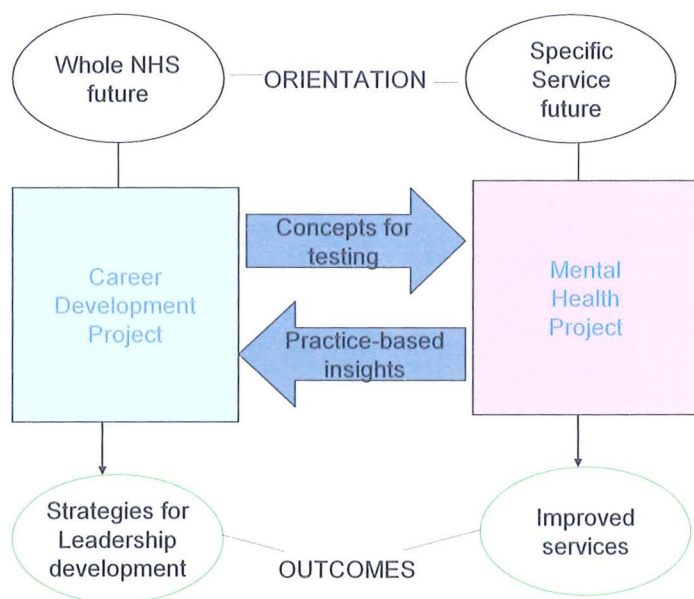 Whole NHS
future
ORIENTATION
Specific
Service
future
Concepts for
testing
Career
Development
Project
Mental
Health
Project
Practice-based
insights
Strategies for
Leadership
development
OUTCOMES
Improved
services